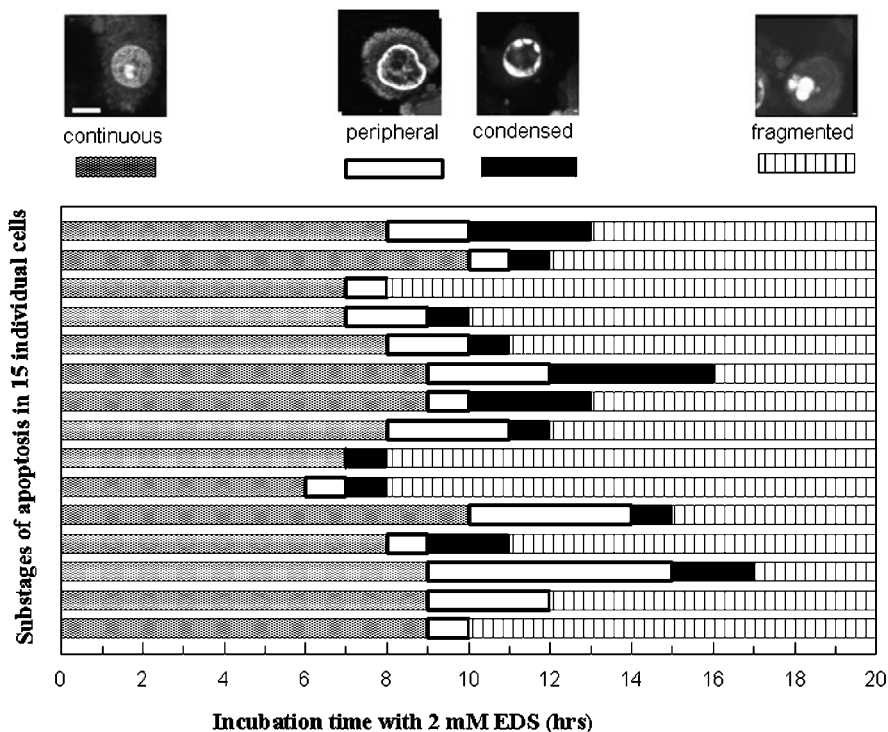 continuous
peripheral
condensed
fragmented
Substages of apoptosis in 15 individual cells
0 2 4 6 8 10 12 14 16 18 20
Incubation time with 2 mM EDS (hrs)